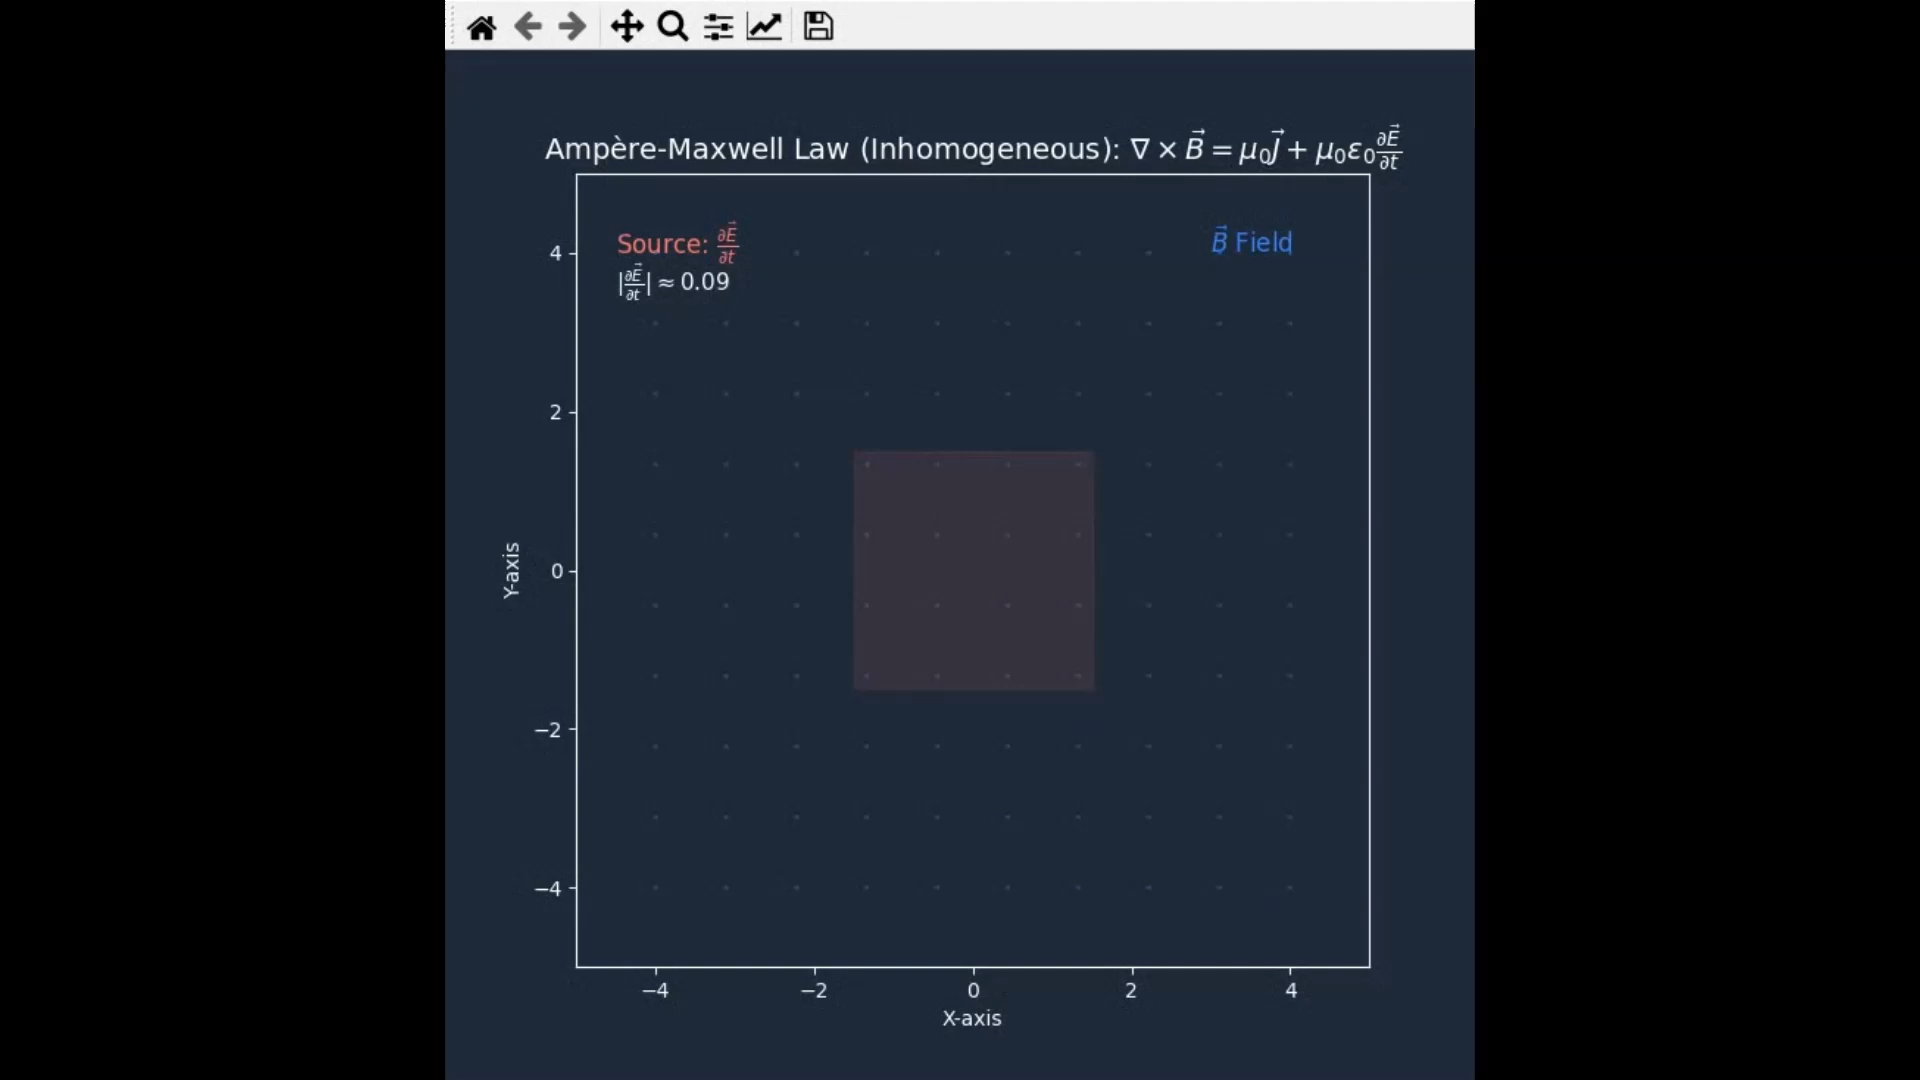 Ampère-Maxwell Law (Inhomogeneous): ∇ × B⃗ = μ₀J⃗ + μ₀ε₀ ∂E⃗/∂t
Source: ∂E⃗/∂t
B⃗ Field
|∂E⃗/∂t| ≈ 0.09
4
2
0
−2
−4
Y-axis
−4 −2 0 2 4
X-axis